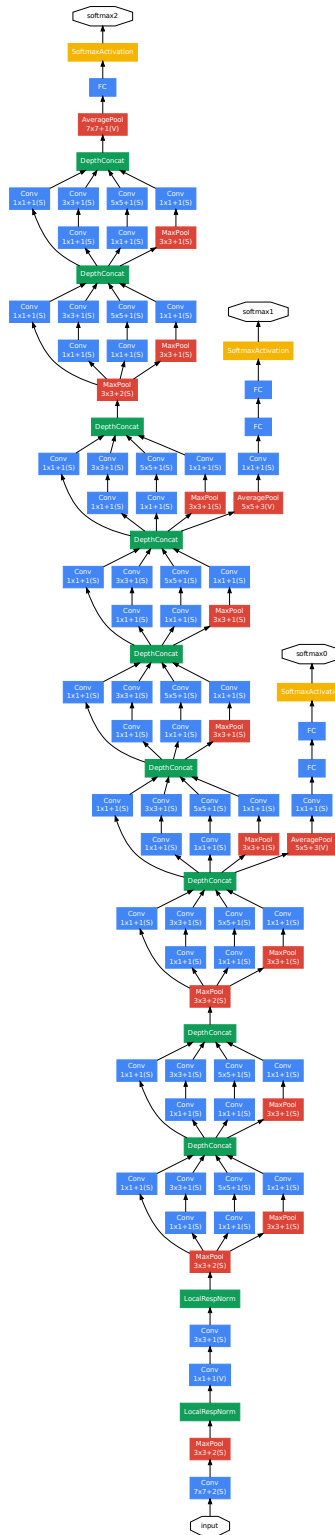 softmax2
SoftmaxActivation
FC
AveragePool
7x7+1(V)
DepthConcat
Conv
1x1+1(S)
Conv
3x3+1(S)
Conv
5x5+1(S)
Conv
1x1+1(S)
Conv
1x1+1(S)
Conv
1x1+1(S)
MaxPool
3x3+1(S)
DepthConcat
Conv
1x1+1(S)
Conv
3x3+1(S)
Conv
5x5+1(S)
Conv
1x1+1(S)
softmax1
Conv
1x1+1(S)
Conv
1x1+1(S)
MaxPool
3x3+1(S)
SoftmaxActivation
MaxPool
3x3+2(S)
FC
DepthConcat
FC
Conv
1x1+1(S)
Conv
3x3+1(S)
Conv
5x5+1(S)
Conv
1x1+1(S)
Conv
1x1+1(S)
Conv
1x1+1(S)
Conv
1x1+1(S)
MaxPool
3x3+1(S)
AveragePool
5x5+3(V)
DepthConcat
Conv
1x1+1(S)
Conv
3x3+1(S)
Conv
5x5+1(S)
Conv
1x1+1(S)
Conv
1x1+1(S)
Conv
1x1+1(S)
MaxPool
3x3+1(S)
DepthConcat
softmax0
Conv
1x1+1(S)
Conv
3x3+1(S)
Conv
5x5+1(S)
Conv
1x1+1(S)
SoftmaxActivatio
Conv
1x1+1(S)
Conv
1x1+1(S)
MaxPool
3x3+1(S)
FC
DepthConcat
FC
Conv
1x1+1(S)
Conv
3x3+1(S)
Conv
5x5+1(S)
Conv
1x1+1(S)
Conv
1x1+1(S)
Conv
1x1+1(S)
Conv
1x1+1(S)
MaxPool
3x3+1(S)
AveragePool
5x5+3(V)
DepthConcat
Conv
1x1+1(S)
Conv
3x3+1(S)
Conv
5x5+1(S)
Conv
1x1+1(S)
Conv
1x1+1(S)
Conv
1x1+1(S)
MaxPool
3x3+1(S)
MaxPool
3x3+2(S)
DepthConcat
Conv
1x1+1(S)
Conv
3x3+1(S)
Conv
5x5+1(S)
Conv
1x1+1(S)
Conv
1x1+1(S)
Conv
1x1+1(S)
MaxPool
3x3+1(S)
DepthConcat
Conv
1x1+1(S)
Conv
3x3+1(S)
Conv
5x5+1(S)
Conv
1x1+1(S)
Conv
1x1+1(S)
Conv
1x1+1(S)
MaxPool
3x3+1(S)
MaxPool
3x3+2(S)
LocalRespNorm
Conv
3x3+1(S)
Conv
1x1+1(V)
LocalRespNorm
MaxPool
3x3+2(S)
Conv
7x7+2(S)
input